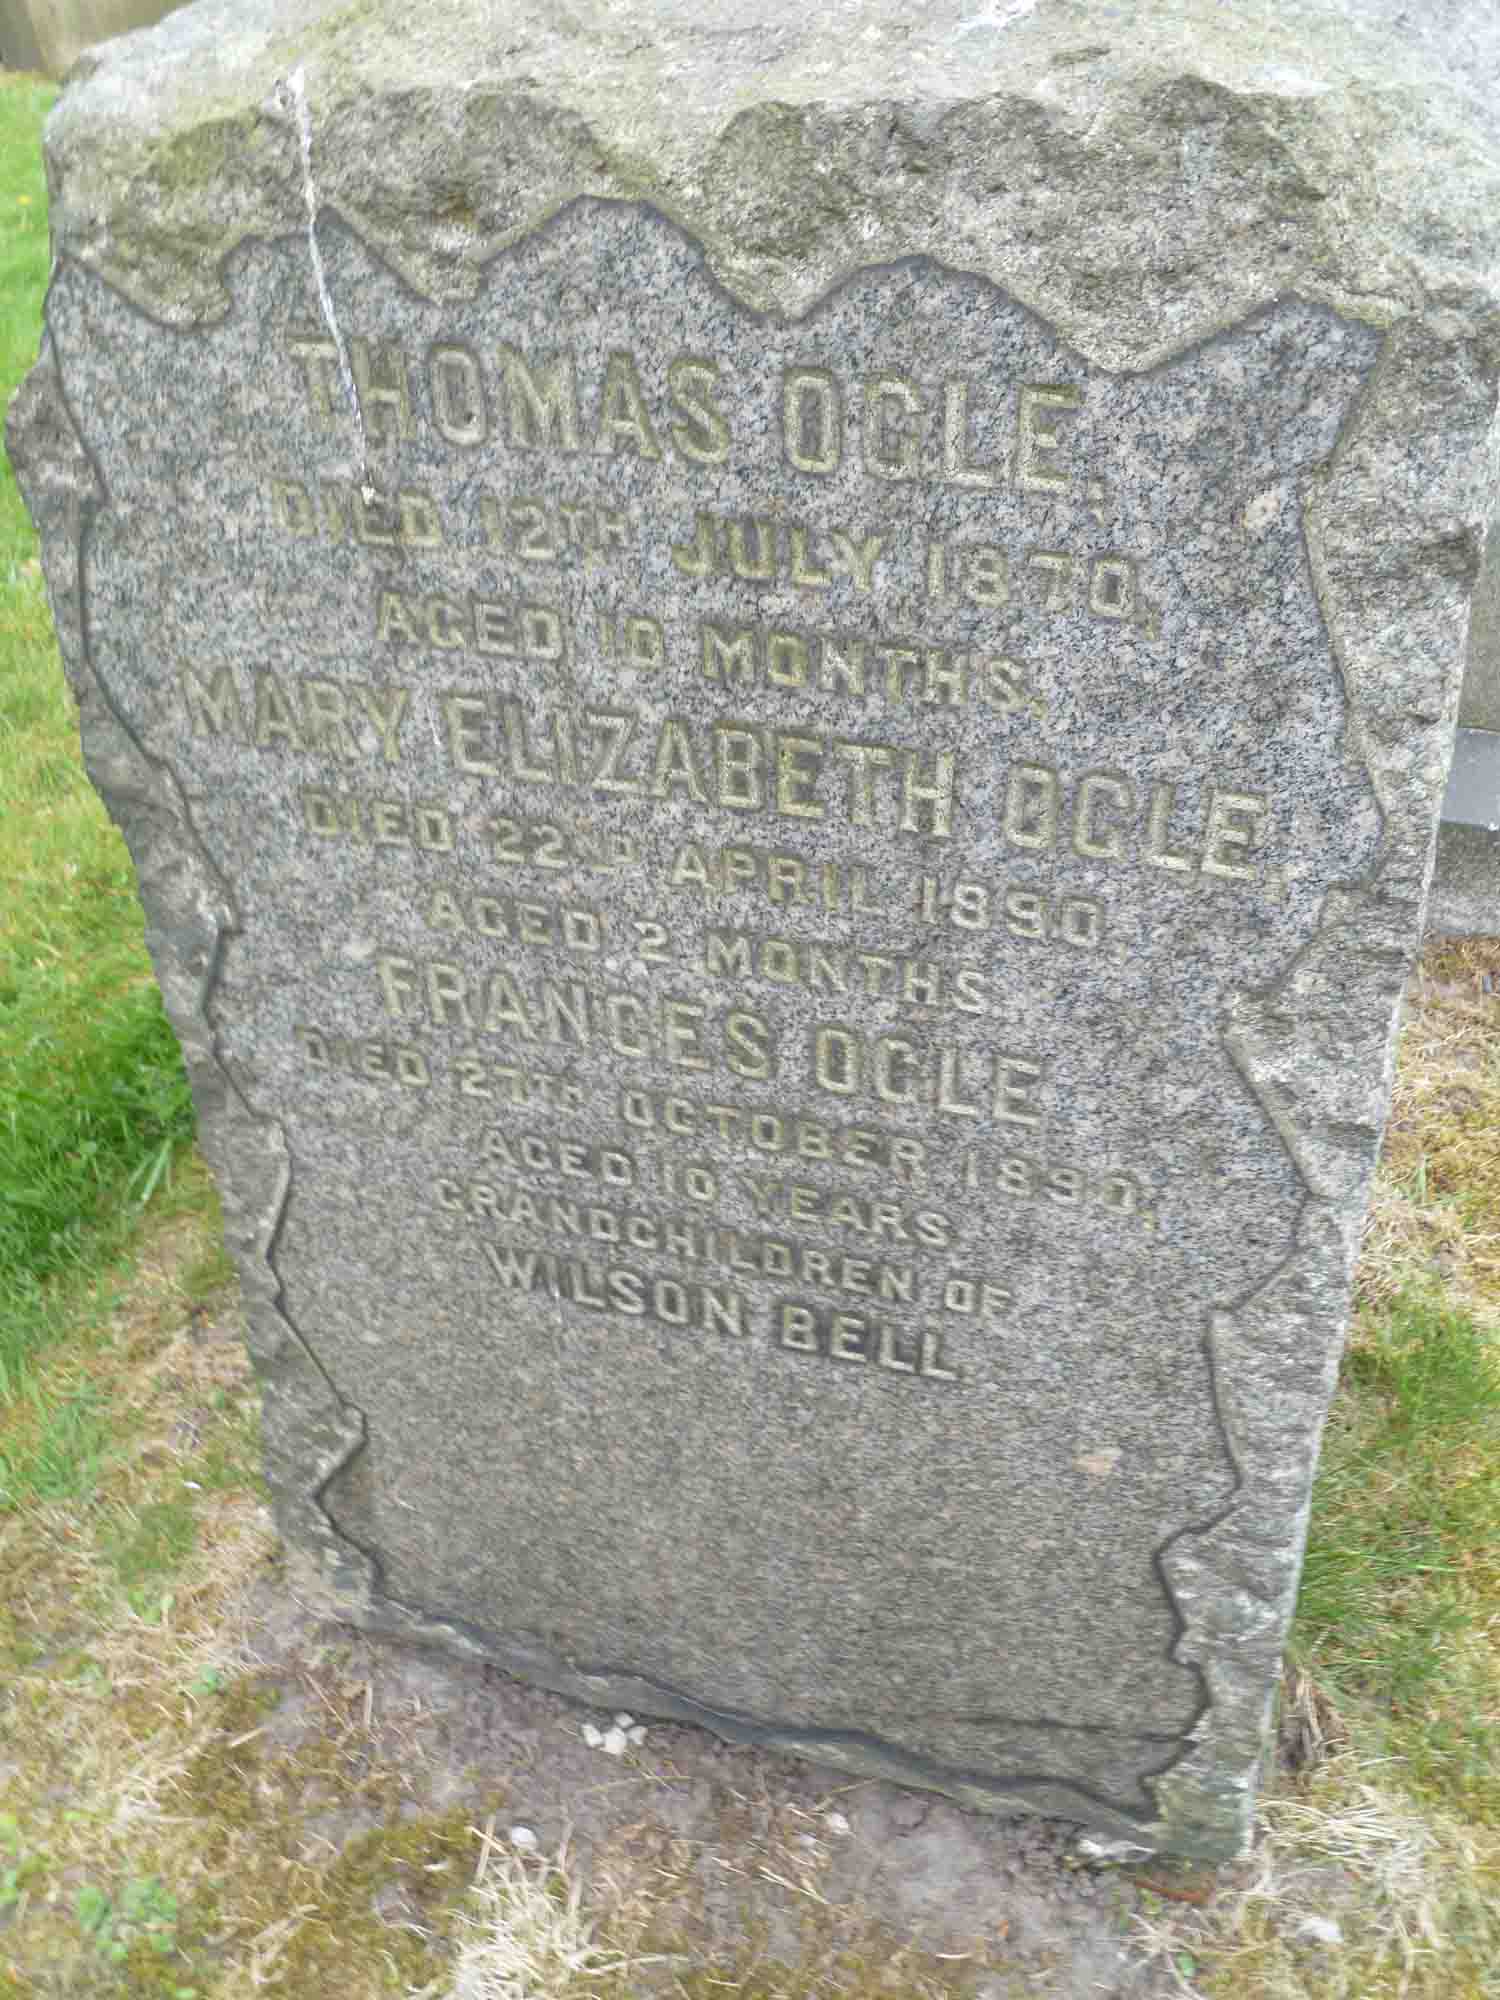 THOMAS OGLE,
DIED 12TH JULY 1870,
AGED 10 MONTHS,
MARY ELIZABETH OGLE,
DIED 22ND APRIL 1890,
AGED 2 MONTHS.
FRANCES OGLE
DIED 27TH OCTOBER 1890,
AGED 10 YEARS.
GRANDCHILDREN OF
WILSON BELL.